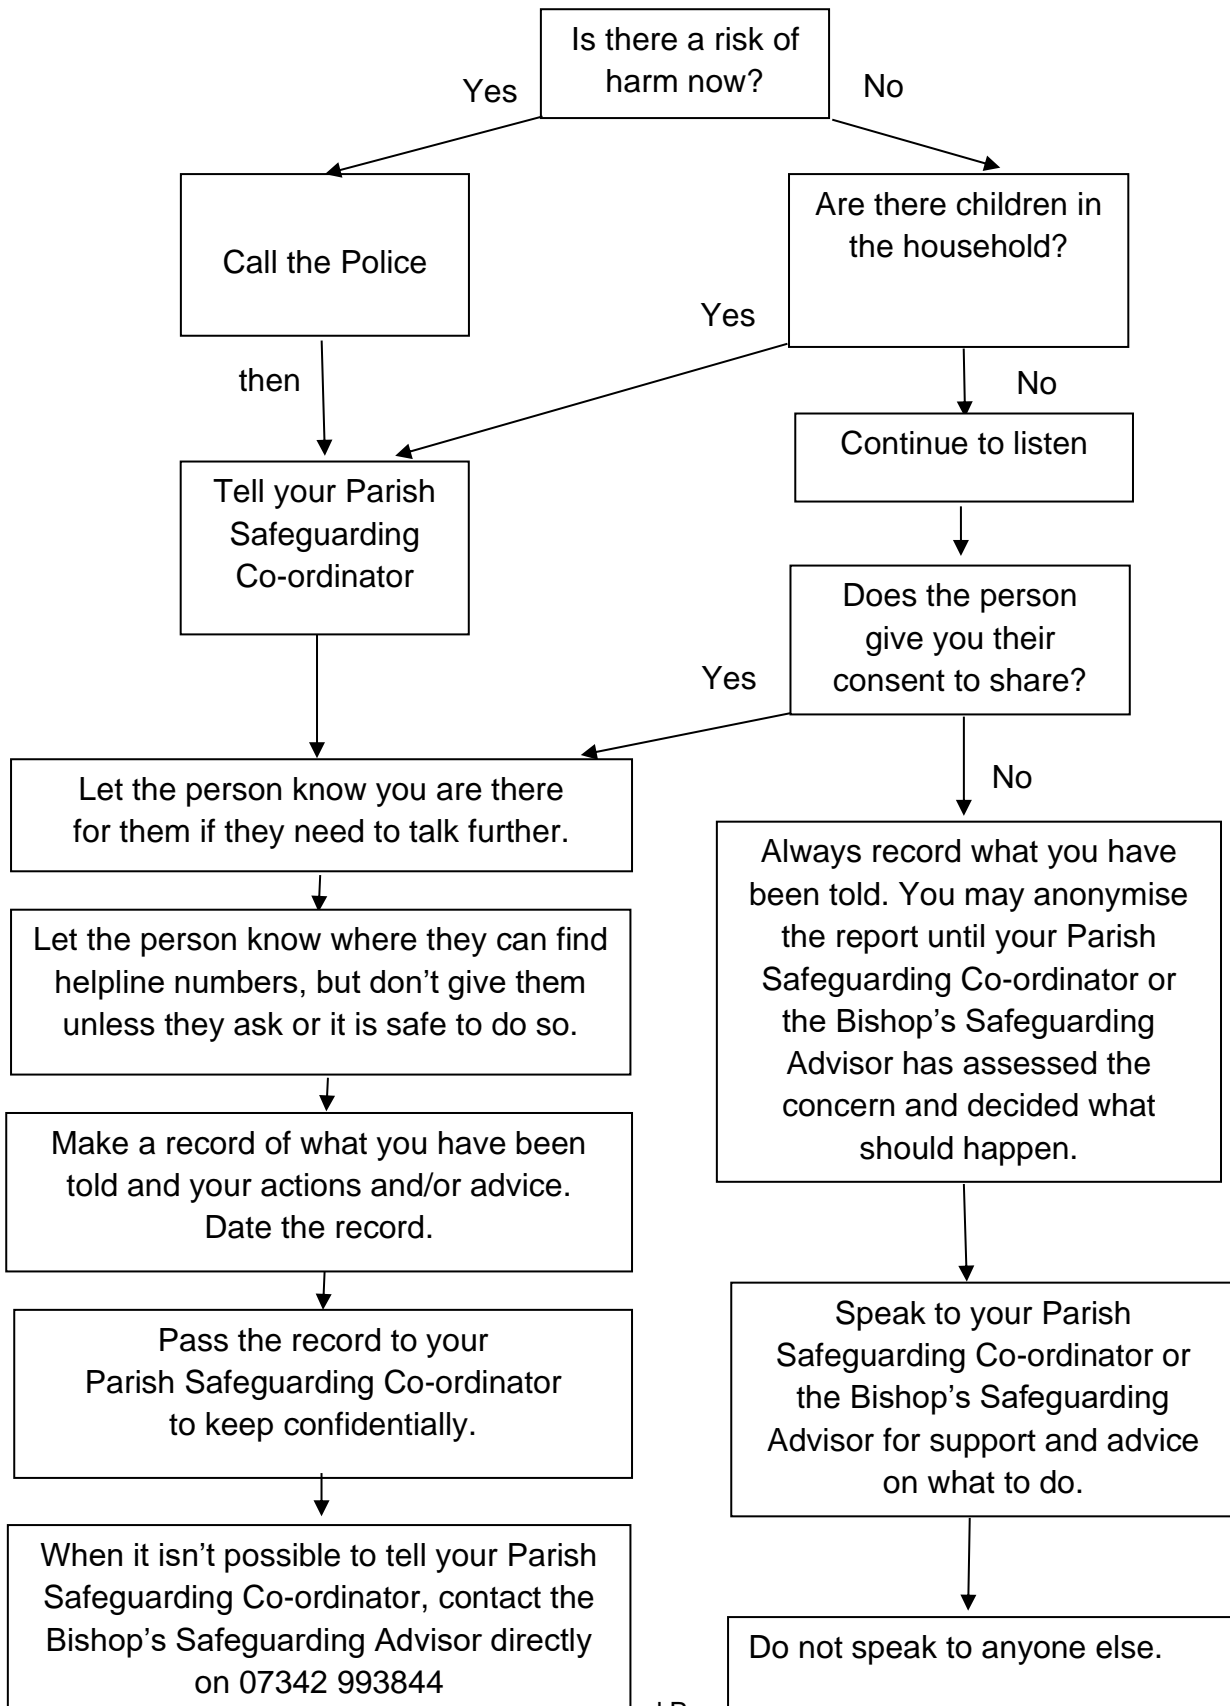 Is there a risk of
harm now?
Yes
No
Call the Police
Are there children in
the household?
Yes
then
No
Continue to listen
Tell your Parish
Safeguarding
Co-ordinator
Does the person
give you their
consent to share?
Yes
No
Let the person know you are there
for them if they need to talk further.
Let the person know where they can find
helpline numbers, but don’t give them
unless they ask or it is safe to do so.
Make a record of what you have been
told and your actions and/or advice.
Date the record.
Pass the record to your
Parish Safeguarding Co-ordinator
to keep confidentially.
When it isn’t possible to tell your Parish
Safeguarding Co-ordinator, contact the
Bishop’s Safeguarding Advisor directly
on 07342 993844
Always record what you have
been told. You may anonymise
the report until your Parish
Safeguarding Co-ordinator or
the Bishop’s Safeguarding
Advisor has assessed the
concern and decided what
should happen.
Speak to your Parish
Safeguarding Co-ordinator or
the Bishop’s Safeguarding
Advisor for support and advice
on what to do.
Do not speak to anyone else.